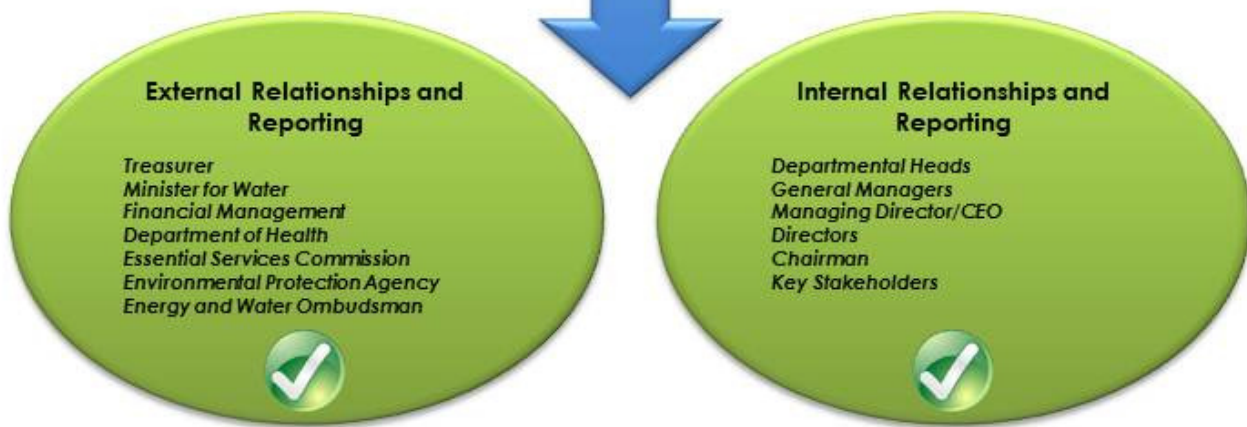 External Relationships and
Reporting
Treasurer
Minister for Water
Financial Management
Department of Health
Essential Services Commission
Environmental Protection Agency
Energy and Water Ombudsman
Internal Relationships and
Reporting
Departmental Heads
General Managers
Managing Director/CEO
Directors
Chairman
Key Stakeholders